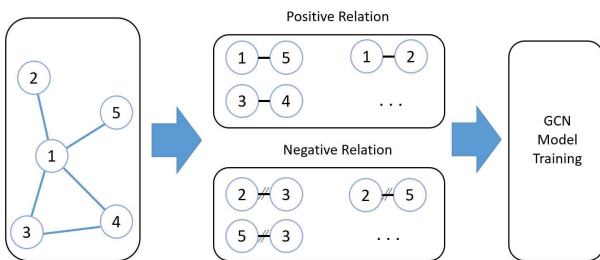 2
5
1
3
4
Positive Relation
1 5
1 2
3 4
. . .
Negative Relation
2 // 3
2 // 5
5 // 3
...
GCN
Model
Training